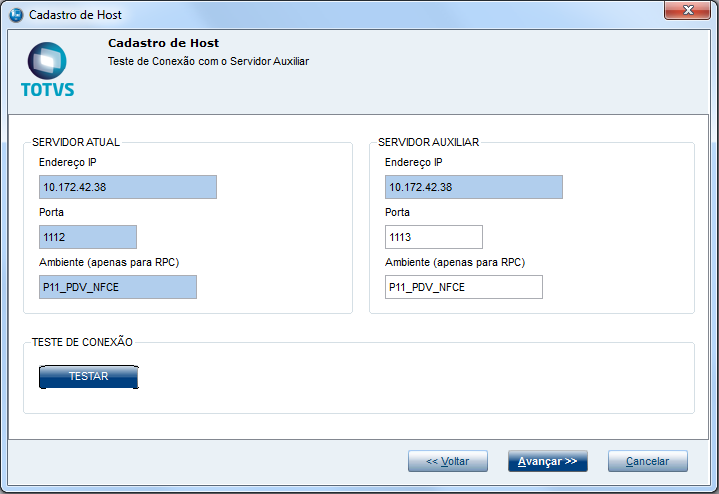 Cadastro de Host
Cadastro de Host
Teste de Conexão com o Servidor Auxiliar
TOTVS
SERVIDOR ATUAL
Endereço IP
10.172.42.38
Porta
1112
Ambiente (apenas para RPC)
P11_PDV_NFCE
SERVIDOR AUXILIAR
Endereço IP
10.172.42.38
Porta
1113
Ambiente (apenas para RPC)
P11_PDV_NFCE
TESTE DE CONEXÃO
TESTAR
<< Voltar
Avançar >>
Cancelar